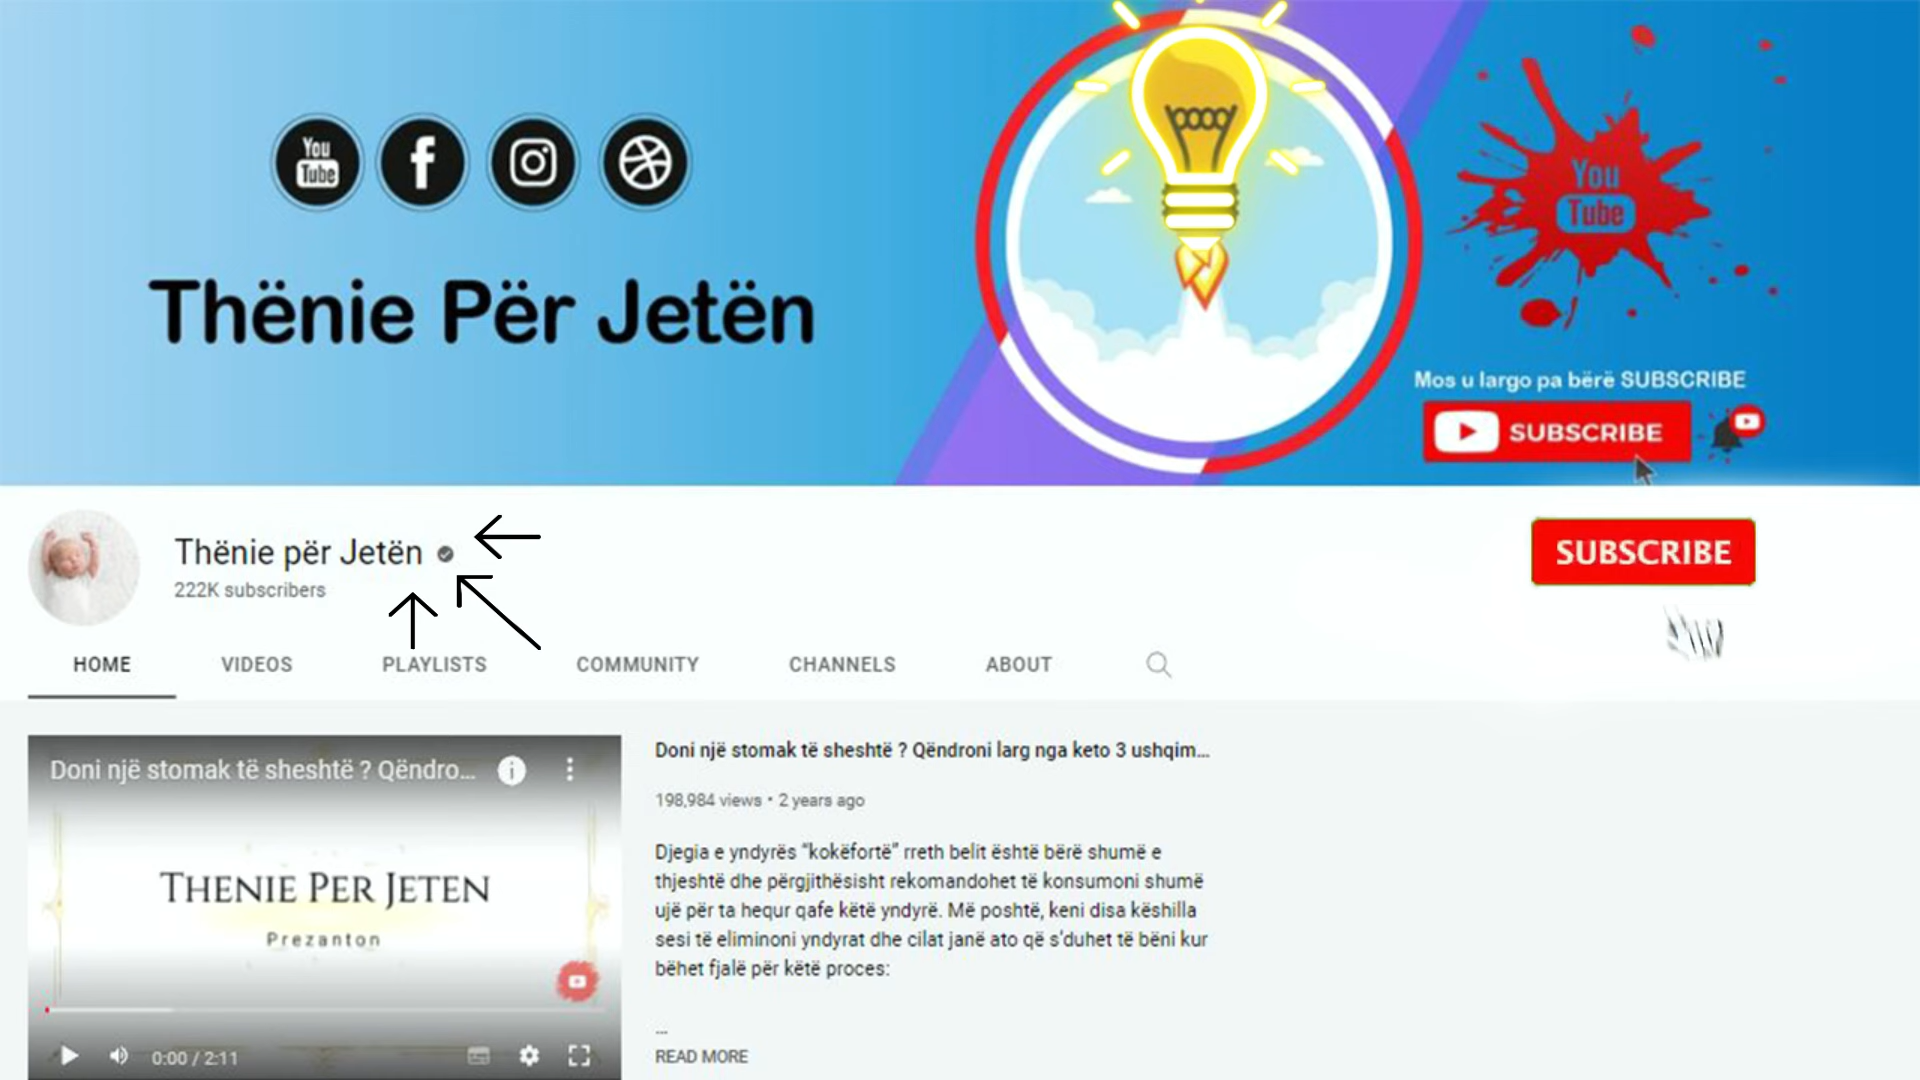 You
Tube
Thënie Për Jetën
You
Tube
Mos u largo pa bërë SUBSCRIBE
SUBSCRIBE
Thënie për Jetën
222K subscribers
SUBSCRIBE
HOME VIDEOS PLAYLISTS COMMUNITY CHANNELS ABOUT
Doni një stomak të sheshtë ? Qëndro...
THENIE PER JETEN
Prezanton
0:00 / 2:11
Doni një stomak të sheshtë ? Qëndroni larg nga keto 3 ushqim...
198,984 views • 2 years ago
Djegia e yndyrës “kokëfortë” rreth belit është bërë shumë e
thjeshtë dhe përgjithësisht rekomandohet të konsumoni shumë
ujë për ta hequr qafe këtë yndyrë. Më poshtë, keni disa këshilla
sesi të eliminoni yndyrat dhe cilat janë ato që s'duhet të bëni kur
bëhet fjalë për këtë proces:
...
READ MORE